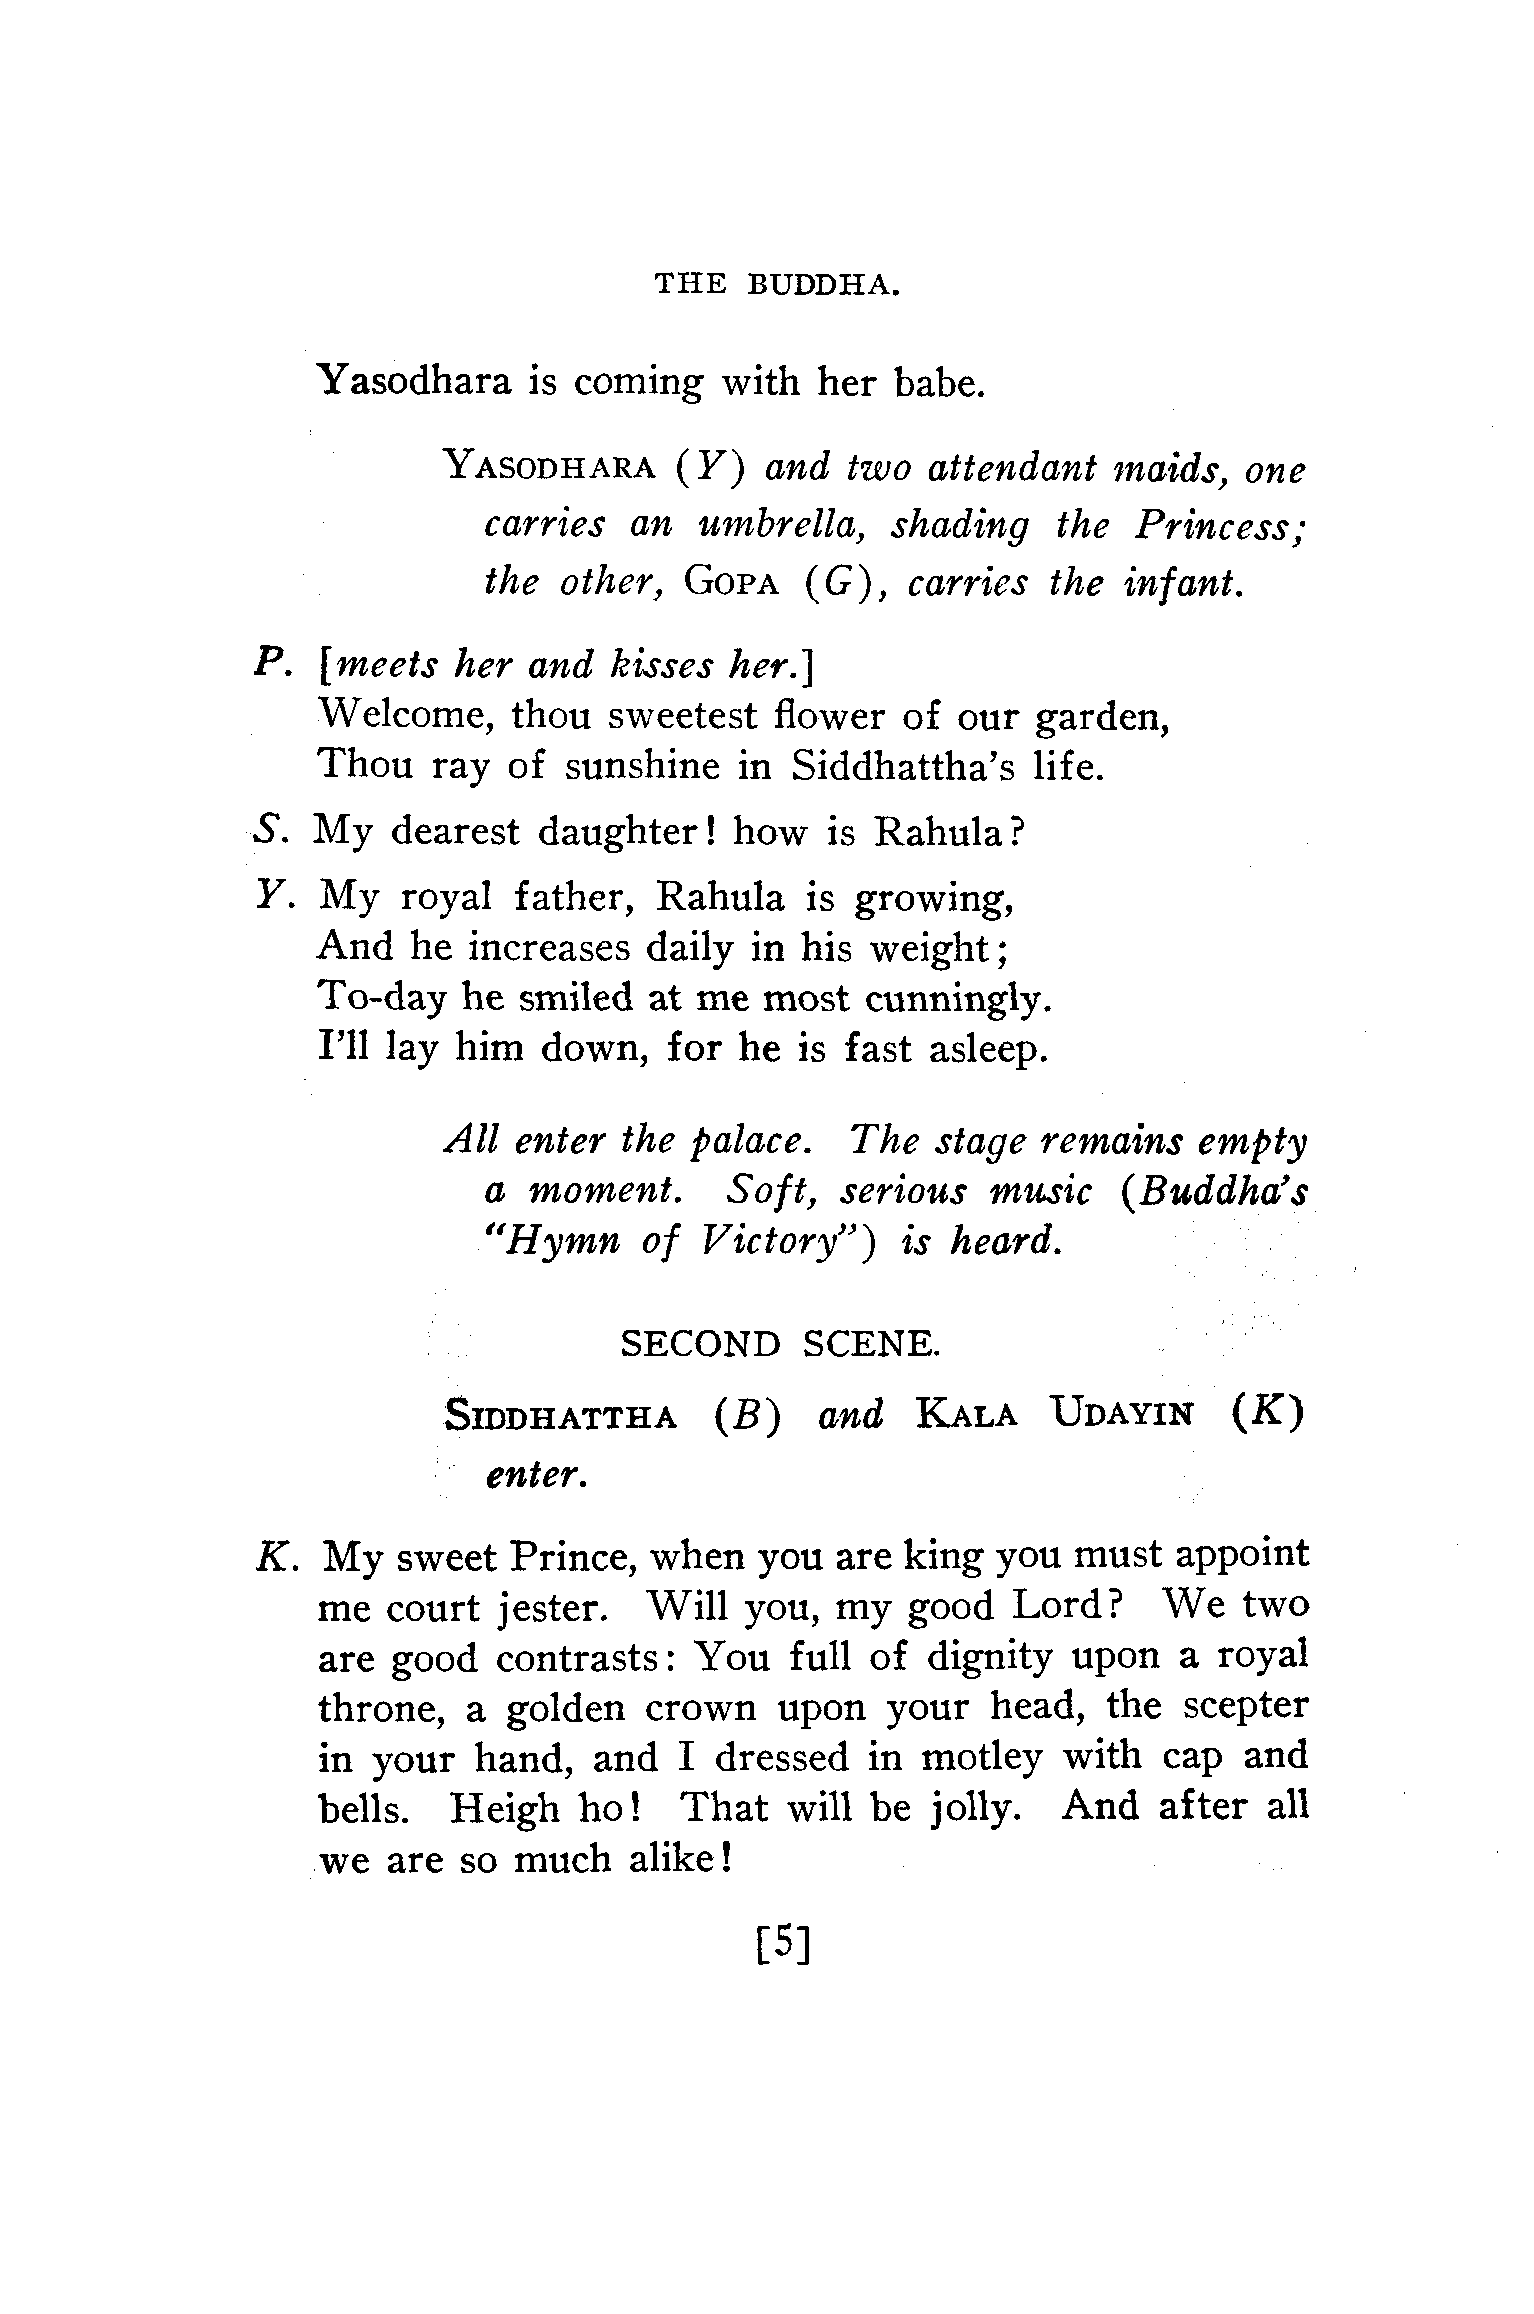 THE BUDDHA.
Yasodhara is coming with her babe.
YASODHARA (Y) and two attendant maids, one
carries an umbrella, shading the Princess;
the other, GOPA (G), carries the infant.
P. [meets her and kisses her.]
Welcome, thou sweetest flower of our garden,
Thou ray of sunshine in Siddhattha's life.
S. My dearest daughter! how is Rahula?
Y. My royal father, Rahula is growing,
And he increases daily in his weight;
To-day he smiled at me most cunningly.
I'll lay him down, for he is fast asleep.
All enter the palace. The stage remains empty
a moment. Soft, serious music (Buddha's
"Hymn of Victory") is heard.
SECOND SCENE.
SIDDHATTHA (B) and KALA UDAYIN (K)
enter.
K. My sweet Prince, when you are king you must appoint
me court jester. Will you, my good Lord? We two
are good contrasts: You full of dignity upon a royal
throne, a golden crown upon your head, the scepter
in your hand, and I dressed in motley with cap and
bells. Heigh ho! That will be jolly. And after all
we are so much alike!
[5]